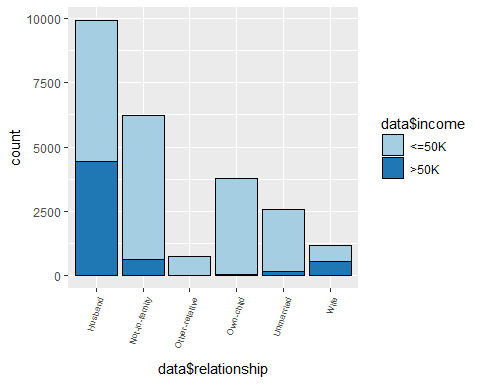 10000
7500
5000
2500
0
count
Husband
Not-in-family
Other-relative
Own-child
Unmarried
Wife
data$relationship
data$income
<=50K
>50K